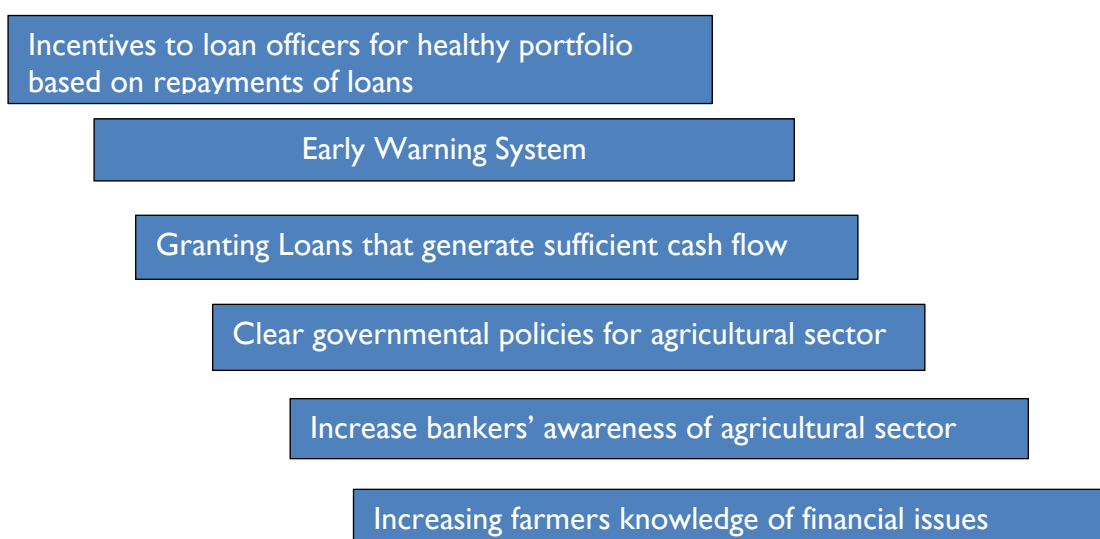 Incentives to loan officers for healthy portfolio
based on repayments of loans
Early Warning System
Granting Loans that generate sufficient cash flow
Clear governmental policies for agricultural sector
Increase bankers’ awareness of agricultural sector
Increasing farmers knowledge of financial issues